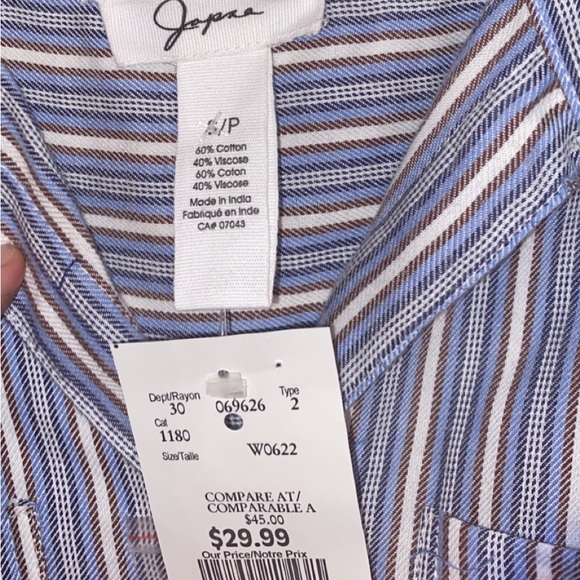 Japna
S/P
60% Cotton
40% Viscose
60% Coton
40% Viscose
Made in India
Fabriqué en Inde
CA# 07043
Dept/Rayon
30
069626
Type
2
Cat
1180
Size/Taille
W0622
COMPARE AT/
COMPARABLE A
$45.00
$29.99
Our Price/Notre Prix